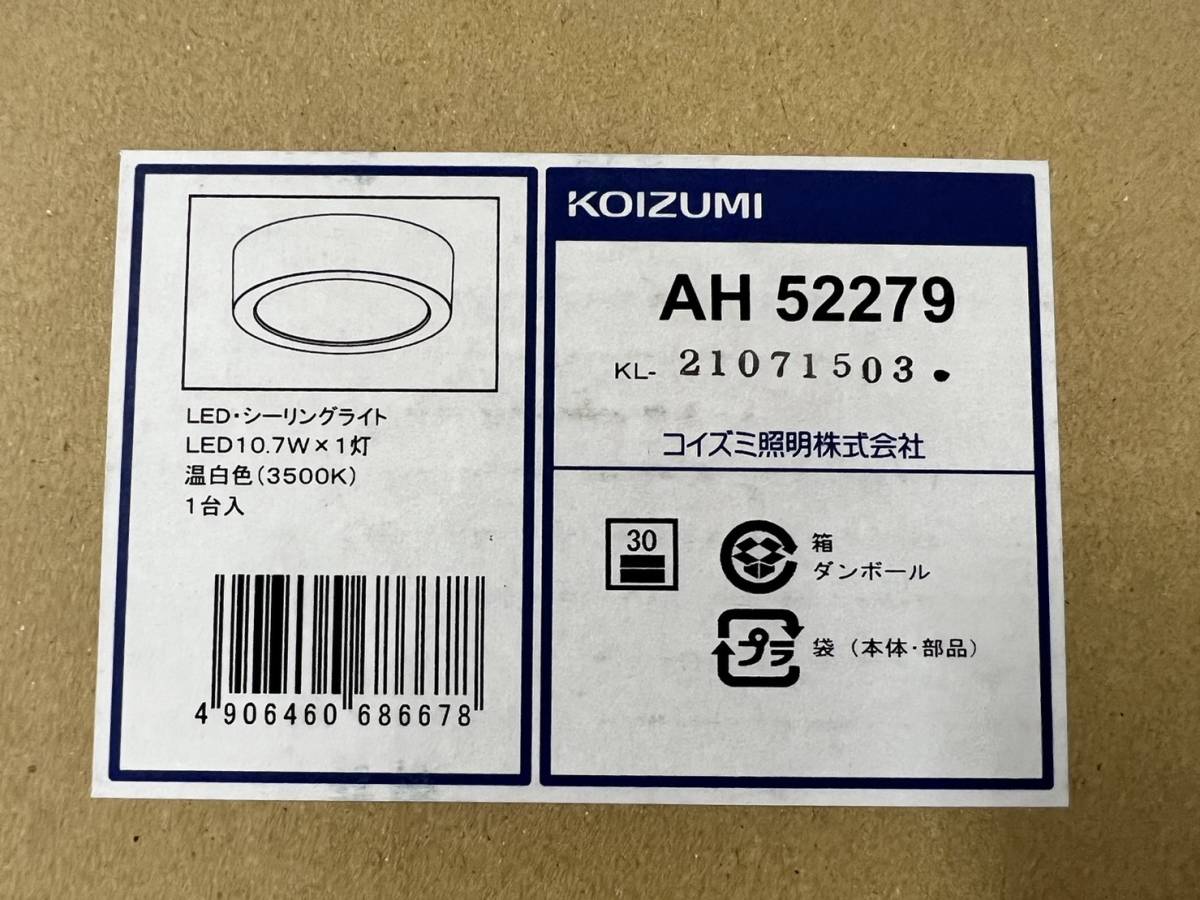 LED・シーリングライト
LED10.7W×1灯
温白色(3500K)
1台入
4 906460 686678
KOIZUMI
AH 52279
KL- 21071503.
コイズミ照明株式会社
30
箱
ダンボール
プラ
袋(本体・部品)